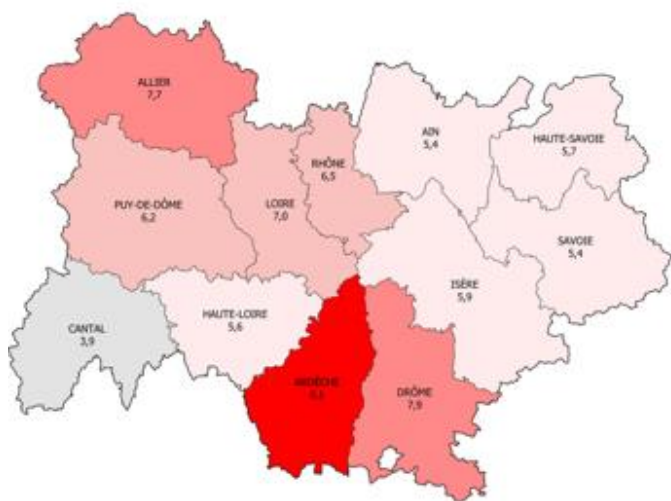 ALLIER
7,7
AIN
5,4
HAUTE-SAVOIE
5,7
RHÔNE
6,5
PUY-DE-DÔME
6,2
LOIRE
7,0
SAVOIE
5,4
ISÈRE
5,9
CANTAL
3,9
HAUTE-LOIRE
5,6
ARDÈCHE
DRÔME
7,9